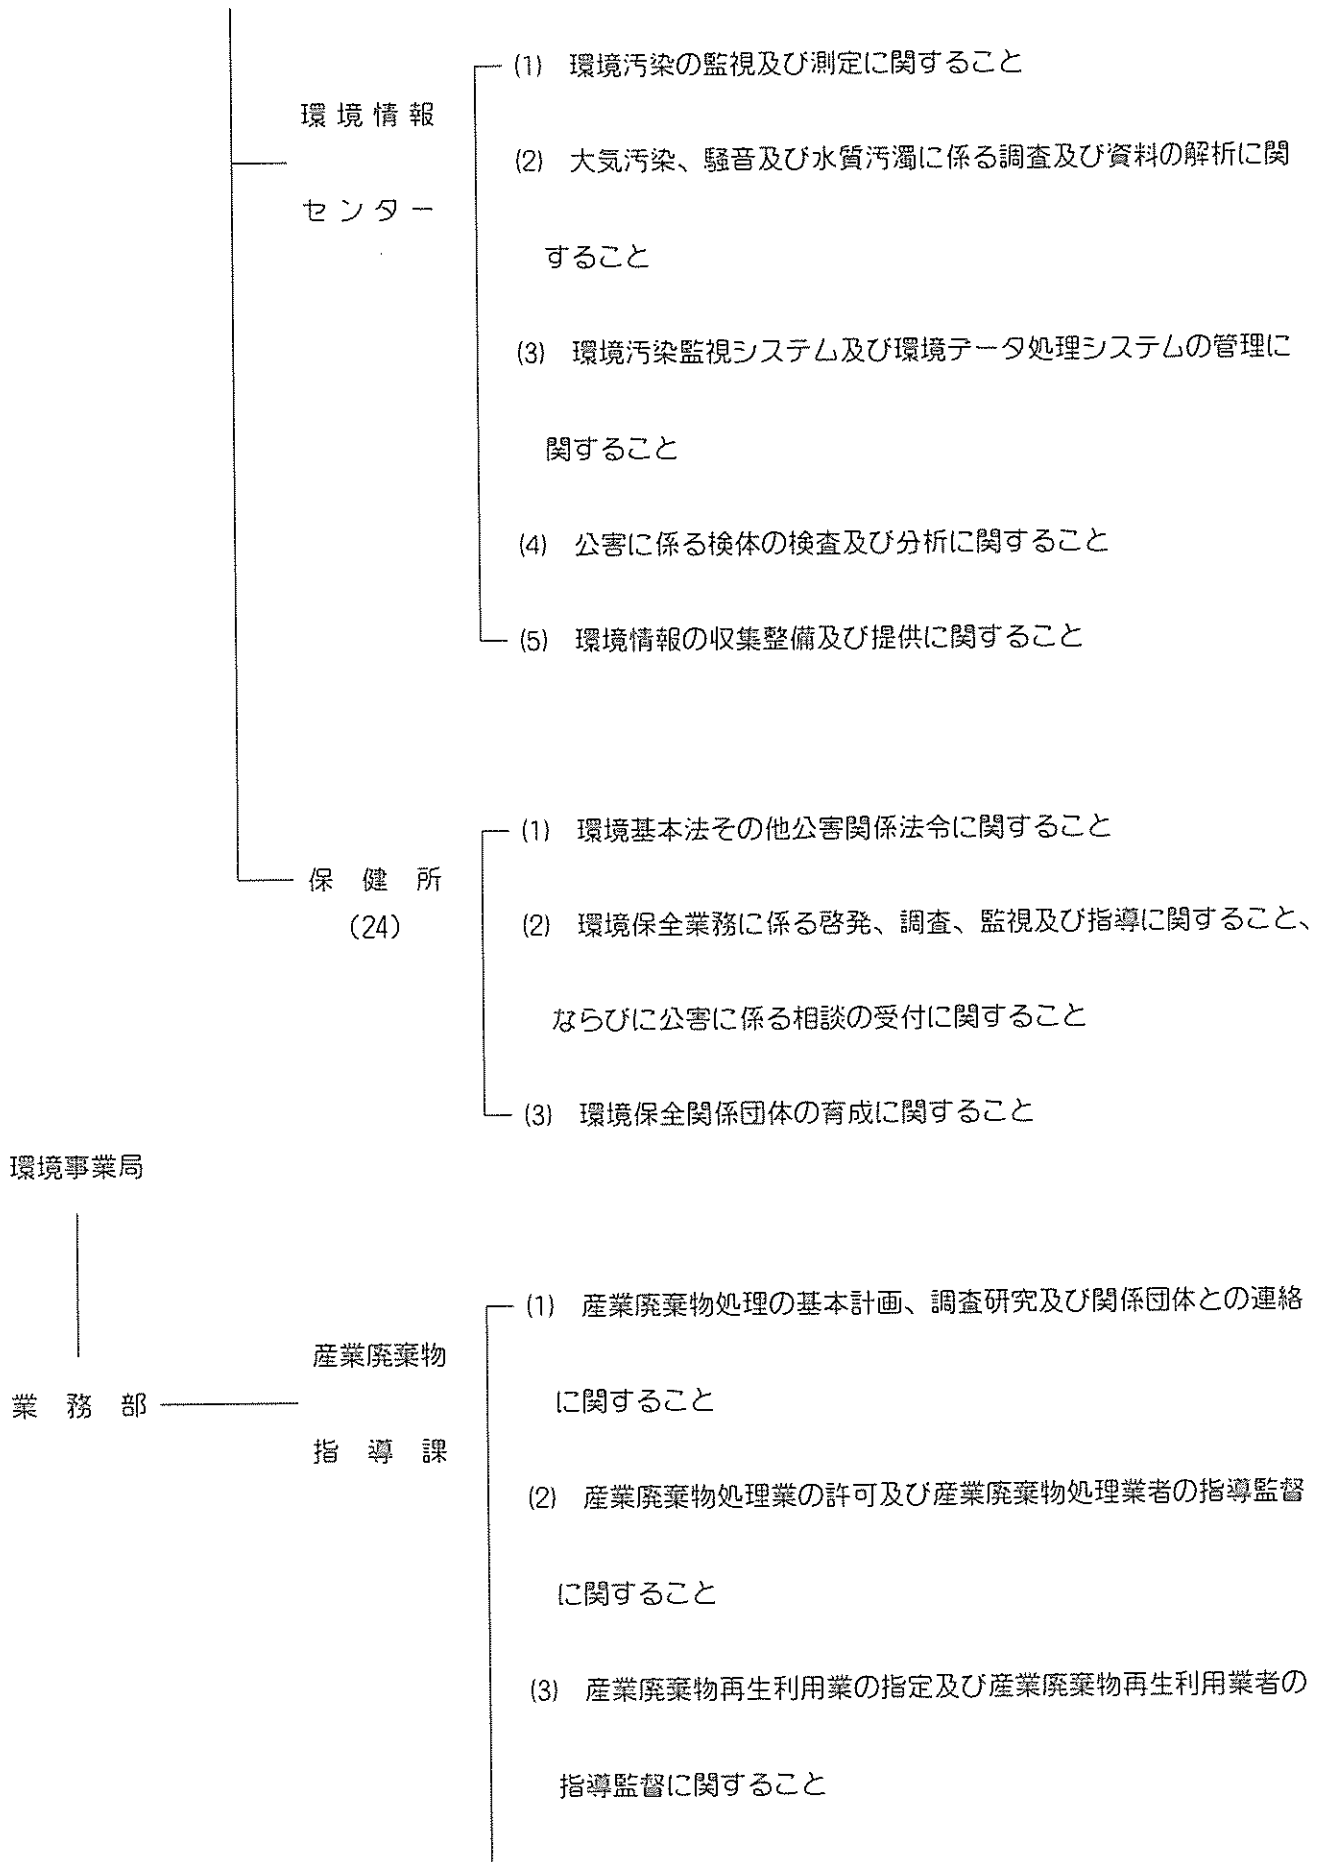 環境情報
センター
(1) 環境汚染の監視及び測定に関すること
(2) 大気汚染、騒音及び水質汚濁に係る調査及び資料の解析に関
すること
(3) 環境汚染監視システム及び環境データ処理システムの管理に
関すること
(4) 公害に係る検体の検査及び分析に関すること
(5) 環境情報の収集整備及び提供に関すること
保健所
(24)
(1) 環境基本法その他公害関係法令に関すること
(2) 環境保全業務に係る啓発、調査、監視及び指導に関すること、
ならびに公害に係る相談の受付に関すること
(3) 環境保全関係団体の育成に関すること
環境事業局
業務部
産業廃棄物
指導課
(1) 産業廃棄物処理の基本計画、調査研究及び関係団体との連絡
に関すること
(2) 産業廃棄物処理業の許可及び産業廃棄物処理業者の指導監督
に関すること
(3) 産業廃棄物再生利用業の指定及び産業廃棄物再生利用業者の
指導監督に関すること